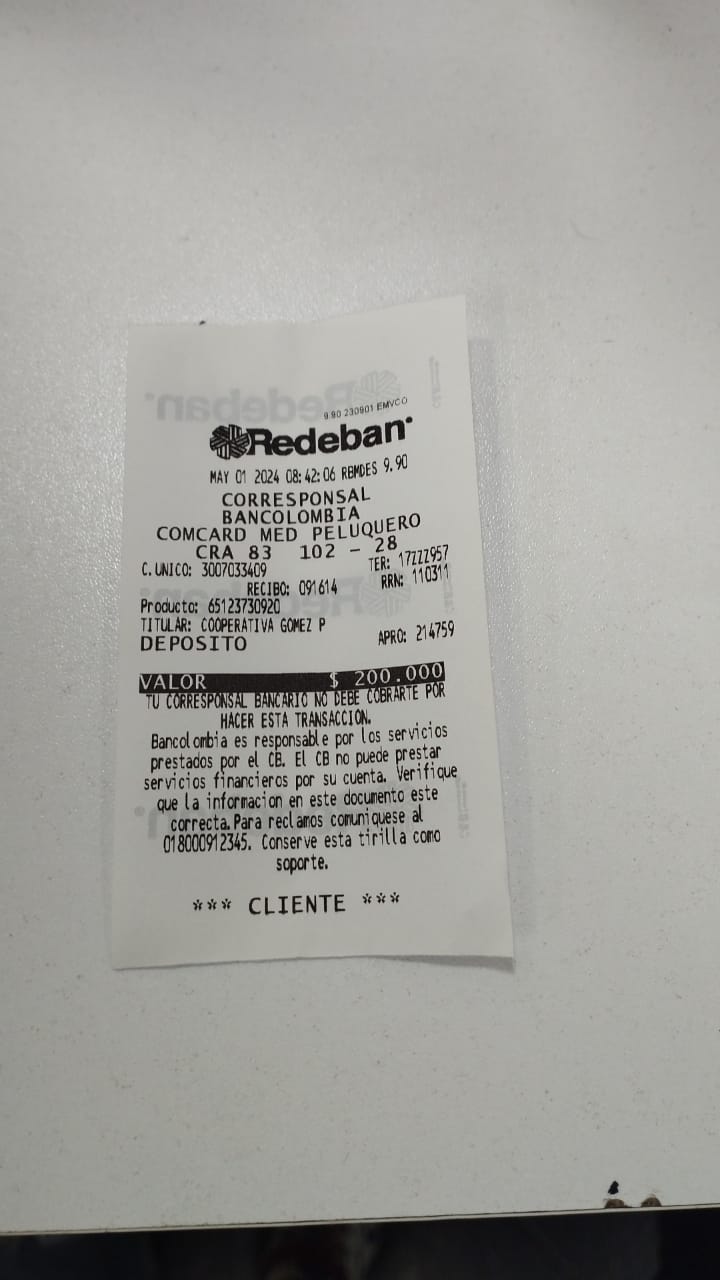 9.90 230901 EMVCO
Redeban
MAY 01 2024 08:42:06 RBMDES 9.90
CORRESPONSAL
BANCOLOMBIA
COMCARD MED PELUQUERO
CRA 83 102 - 28
C.UNICO: 3007033409 TER: 17ZZZ957
RECIBO: 091614 RRN: 110311
Producto: 65123730920
TITULAR: COOPERATIVA GOMEZ P
DEPOSITO APRO: 214759
VALOR $ 200.000
TU CORRESPONSAL BANCARIO NO DEBE COBRARTE POR
HACER ESTA TRANSACCION.
Bancolombia es responsable por los servicios
prestados por el CB. El CB no puede prestar
servicios financieros por su cuenta. Verifique
que la informacion en este documento este
correcta. Para reclamos comuniquese al
018000912345. Conserve esta tirilla como
soporte.
*** CLIENTE ***